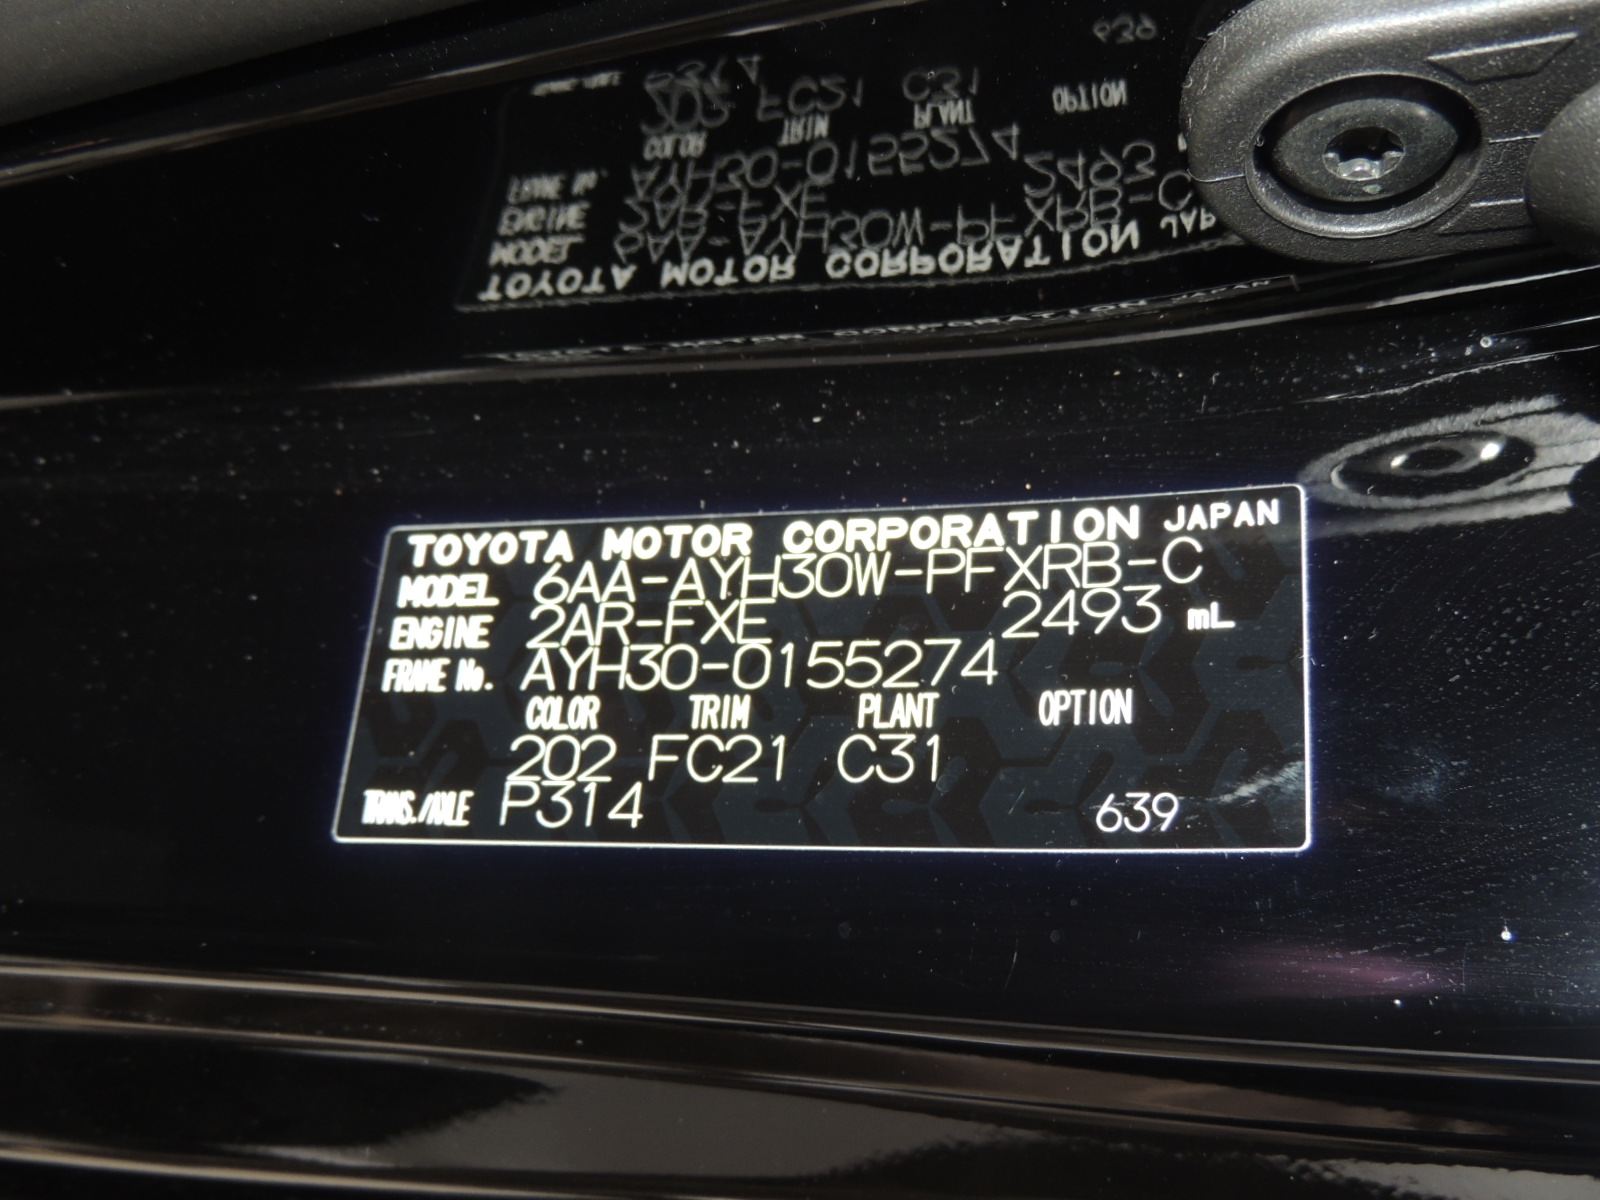 TOYOTA MOTOR CORPORATION JAPAN
MODEL 6AA-AYH30W-PFXRB-C
ENGINE 2AR-FXE 2493 mL
FRAME No. AYH30-0155274
COLOR TRIM PLANT OPTION
202 FC21 C31
TRANS./AXLE P314 639